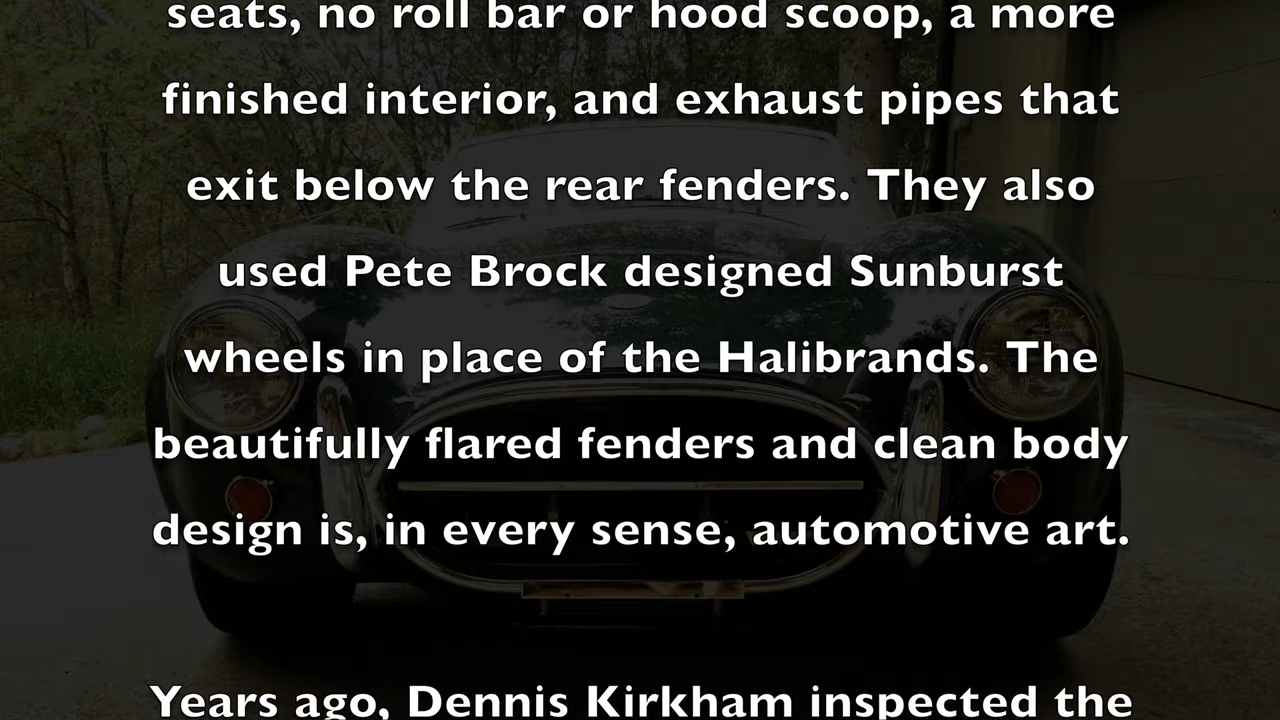 seats, no roll bar or hood scoop, a more
finished interior, and exhaust pipes that
exit below the rear fenders. They also
used Pete Brock designed Sunburst
wheels in place of the Halibrands. The
beautifully flared fenders and clean body
design is, in every sense, automotive art.
Years ago, Dennis Kirkham inspected the